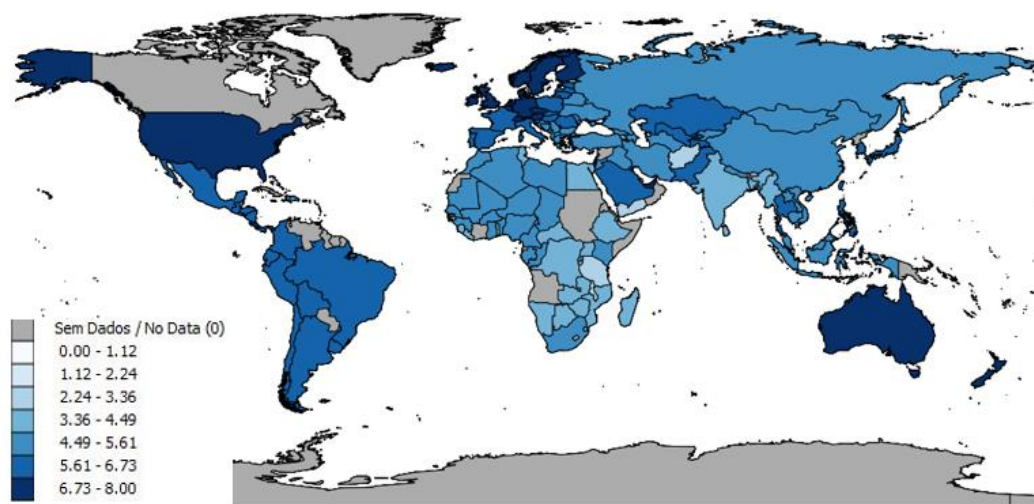 Sem Dados / No Data (0)
0.00 - 1.12
1.12 - 2.24
2.24 - 3.36
3.36 - 4.49
4.49 - 5.61
5.61 - 6.73
6.73 - 8.00